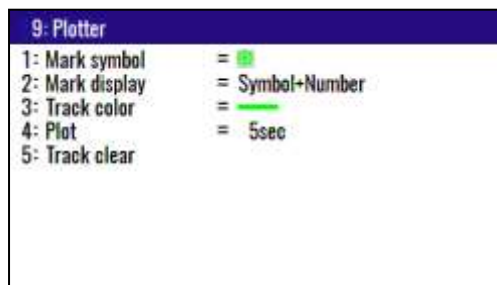 9: Plotter
1: Mark symbol =
2: Mark display = Symbol+Number
3: Track color =
4: Plot = 5sec
5: Track clear